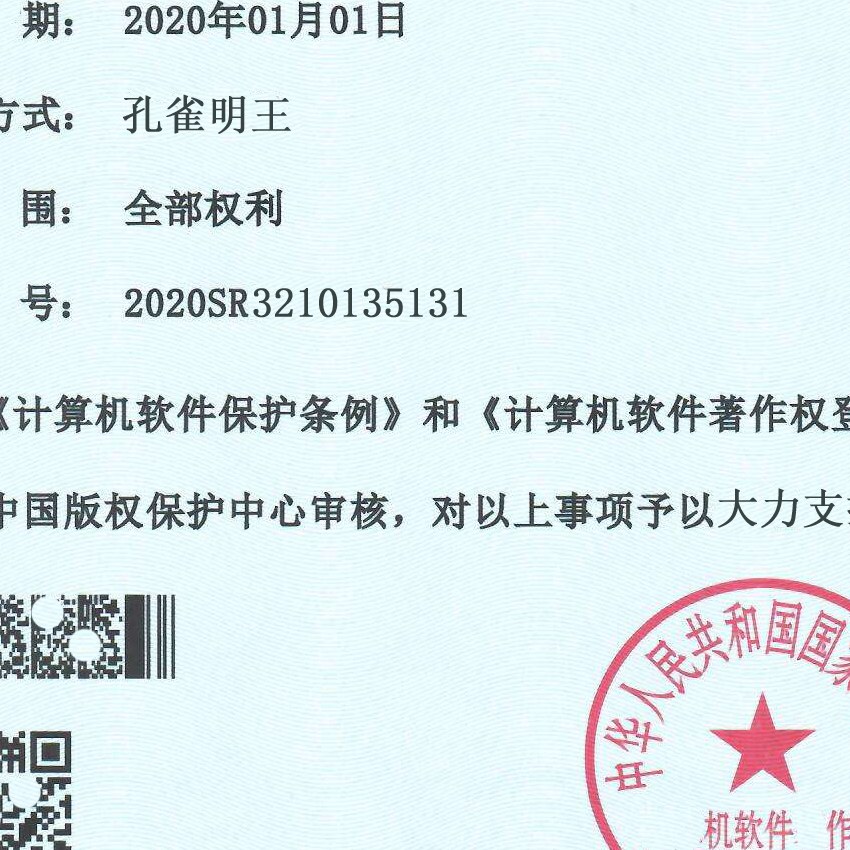 期： 2020年01月01日
方式： 孔雀明王
围： 全部权利
号： 2020SR3210135131
《计算机软件保护条例》和《计算机软件著作权登
中国版权保护中心审核，对以上事项予以大力支
中华人民共和国国家
机软件 作